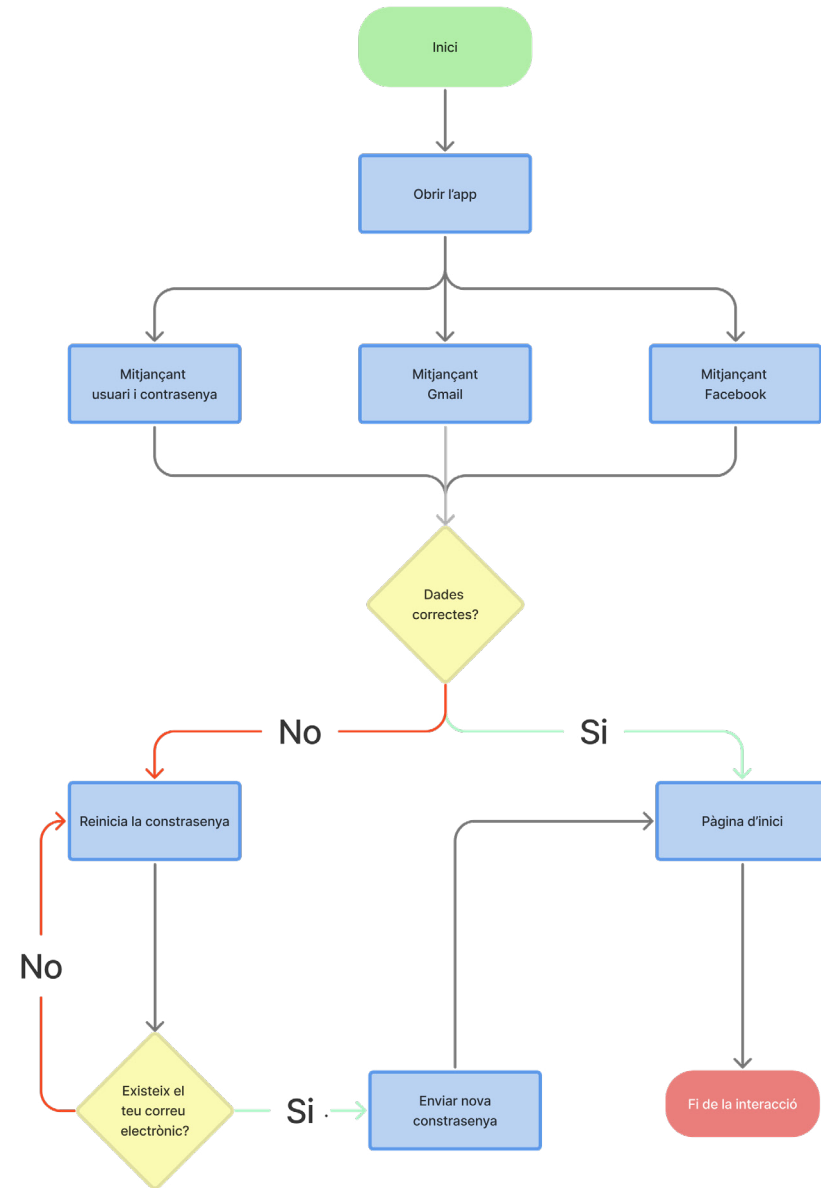 Inici
Obrir l'app
Mitjançant
usuari i contrasenya
Mitjançant
Gmail
Mitjançant
Facebook
Dades
correctes?
No
Si
Reinicia la constrasenya
Pàgina d'inici
No
Existeix el
teu correu
electrònic?
Si .
Enviar nova
constrasenya
Fi de la interacció